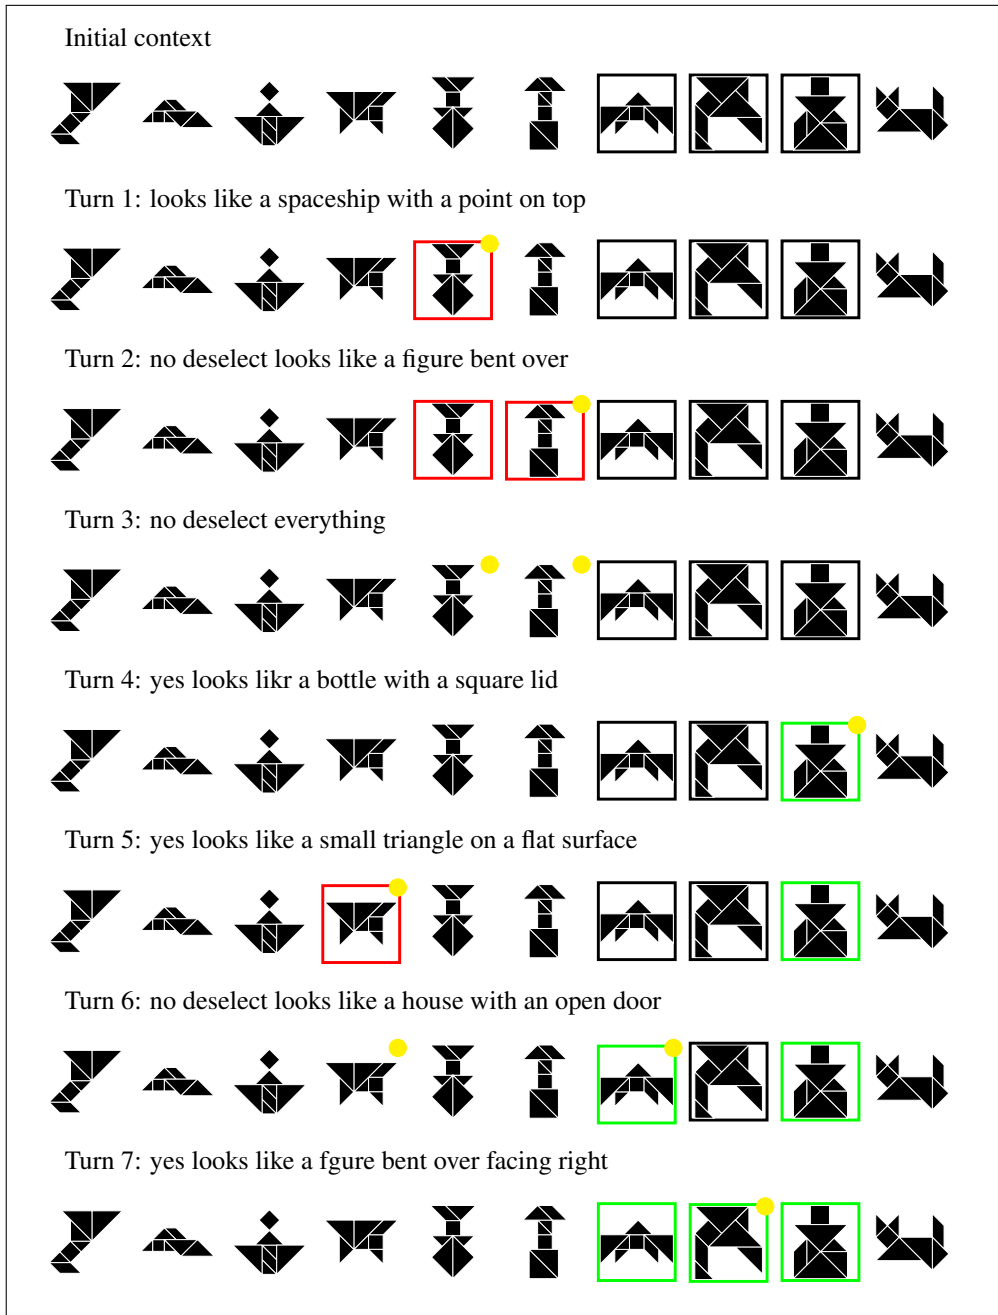 Initial context
Turn 1: looks like a spaceship with a point on top
Turn 2: no deselect looks like a figure bent over
Turn 3: no deselect everything
Turn 4: yes looks likr a bottle with a square lid
Turn 5: yes looks like a small triangle on a flat surface
Turn 6: no deselect looks like a house with an open door
Turn 7: yes looks like a fgure bent over facing right